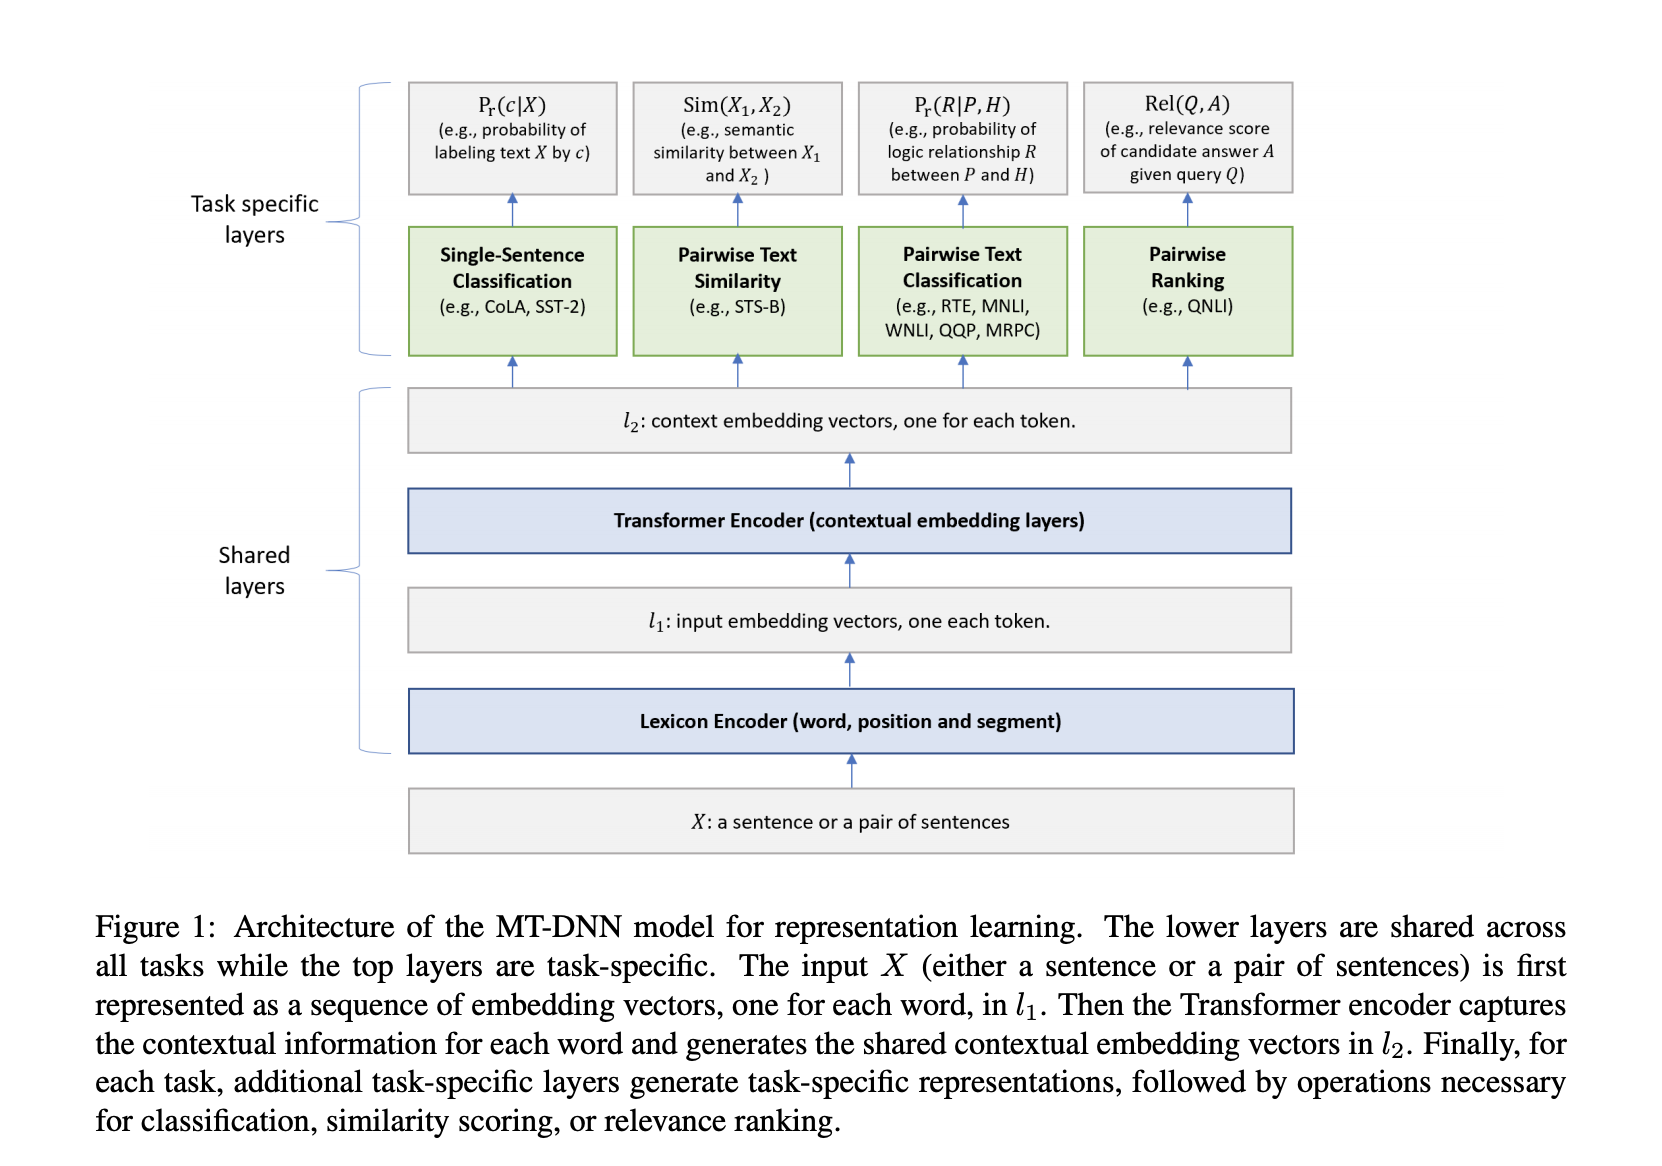 Task specific
layers
P_r(c|X)
(e.g., probability of
labeling text X by c)
Sim(X_1, X_2)
(e.g., semantic
similarity between X_1
and X_2 )
P_r(R|P, H)
(e.g., probability of
logic relationship R
between P and H)
Rel(Q, A)
(e.g., relevance score
of candidate answer A
given query Q)
Single-Sentence
Classification
(e.g., CoLA, SST-2)
Pairwise Text
Similarity
(e.g., STS-B)
Pairwise Text
Classification
(e.g., RTE, MNLI,
WNLI, QQP, MRPC)
Pairwise
Ranking
(e.g., QNLI)
Shared
layers
l_2: context embedding vectors, one for each token.
Transformer Encoder (contextual embedding layers)
l_1: input embedding vectors, one each token.
Lexicon Encoder (word, position and segment)
X: a sentence or a pair of sentences
Figure 1: Architecture of the MT-DNN model for representation learning. The lower layers are shared across
all tasks while the top layers are task-specific. The input X (either a sentence or a pair of sentences) is first
represented as a sequence of embedding vectors, one for each word, in l_1. Then the Transformer encoder captures
the contextual information for each word and generates the shared contextual embedding vectors in l_2. Finally, for
each task, additional task-specific layers generate task-specific representations, followed by operations necessary
for classification, similarity scoring, or relevance ranking.